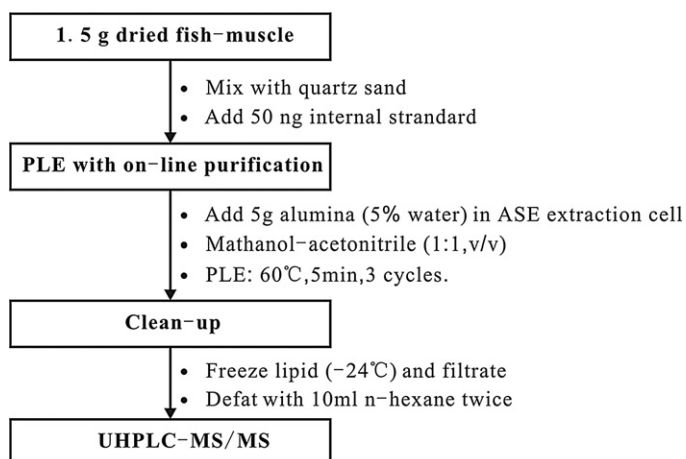 1. 5 g dried fish-muscle
• Mix with quartz sand
• Add 50 ng internal strandard
PLE with on-line purification
• Add 5g alumina (5% water) in ASE extraction cell
• Mathanol-acetonitrile (1:1,v/v)
• PLE: 60℃,5min,3 cycles.
Clean-up
• Freeze lipid (-24℃) and filtrate
• Defat with 10ml n-hexane twice
UHPLC-MS/MS